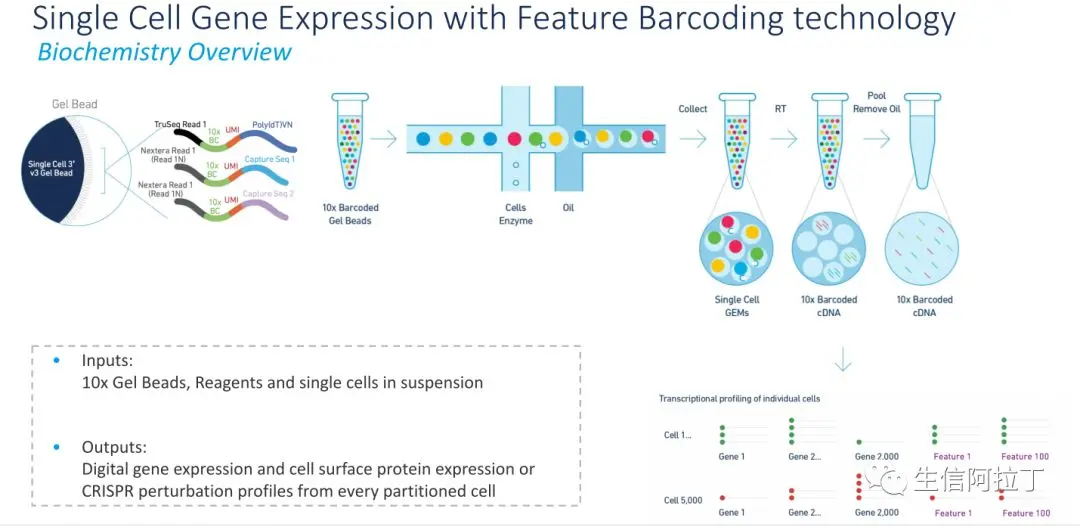 Single Cell Gene Expression with Feature Barcoding technology
Biochemistry Overview
Gel Bead
Single Cell 3'
v3 Gel Bead
TruSeq Read 1
10x
BC
UMI
Poly(dT)VN
Nextera Read 1
(Read 1N)
10x
BC
UMI
Capture Seq 1
Nextera Read 1
(Read 1N)
10x
BC
UMI
Capture Seq 2
10x Barcoded
Gel Beads
Cells
Enzyme
Oil
Collect
RT
Pool
Remove Oil
Single Cell
GEMs
10x Barcoded
cDNA
10x Barcoded
cDNA
• Inputs:
10x Gel Beads, Reagents and single cells in suspension
• Outputs:
Digital gene expression and cell surface protein expression or
CRISPR perturbation profiles from every partitioned cell
Transcriptional profiling of individual cells
Cell 1...
Gene 1
Gene 2...
Gene 2.000
Feature 1
Feature 100
Cell 5,000
Gene 1
Gene 2...
Gene 2,000
Feature 1
Feature 100
生信阿拉丁